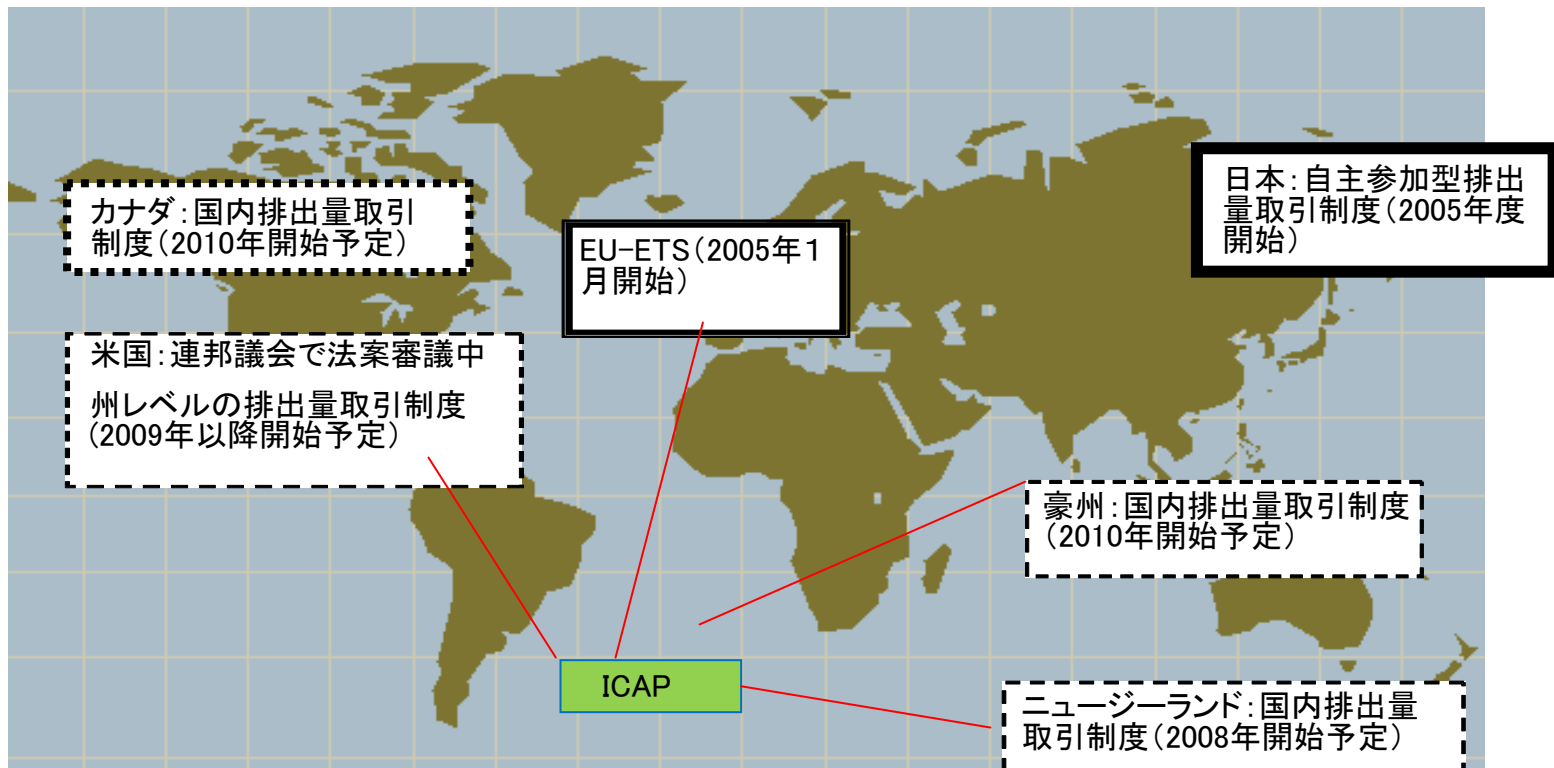 カナダ：国内排出量取引
制度（2010年開始予定）
日本：自主参加型排出
量取引制度（2005年度
開始）
EU-ETS（2005年１
月開始）
米国：連邦議会で法案審議中
州レベルの排出量取引制度
（2009年以降開始予定）
豪州：国内排出量取引制度
（2010年開始予定）
ICAP
ニュージーランド：国内排出量
取引制度（2008年開始予定）